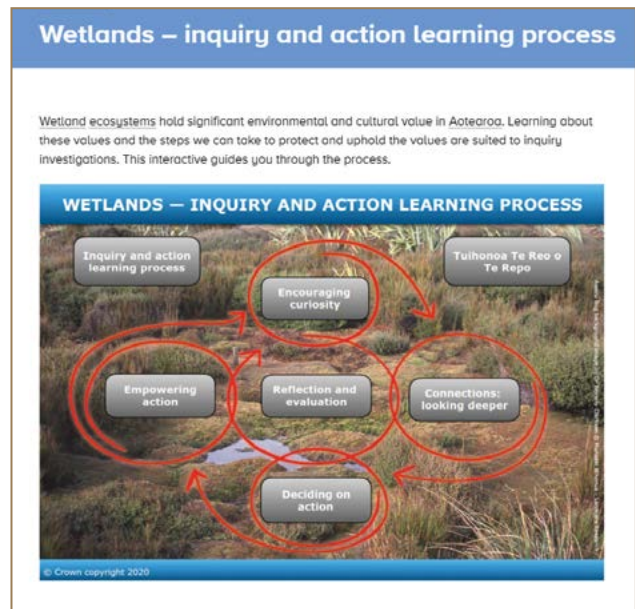 Wetlands – inquiry and action learning process
Wetland ecosystems hold significant environmental and cultural value in Aotearoa. Learning about
these values and the steps we can take to protect and uphold the values are suited to inquiry
investigations. This interactive guides you through the process.
WETLANDS — INQUIRY AND ACTION LEARNING PROCESS
Inquiry and action
learning process
Tuihonoa Te Reo o
Te Repo
Encouraging
curiosity
Empowering
action
Reflection and
evaluation
Connections:
looking deeper
Deciding on
action
© Crown copyright 2020